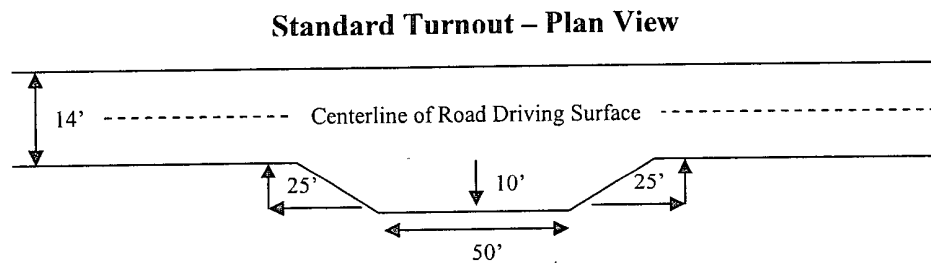 Standard Turnout – Plan View
14’
Centerline of Road Driving Surface
25’
10’
25’
50’